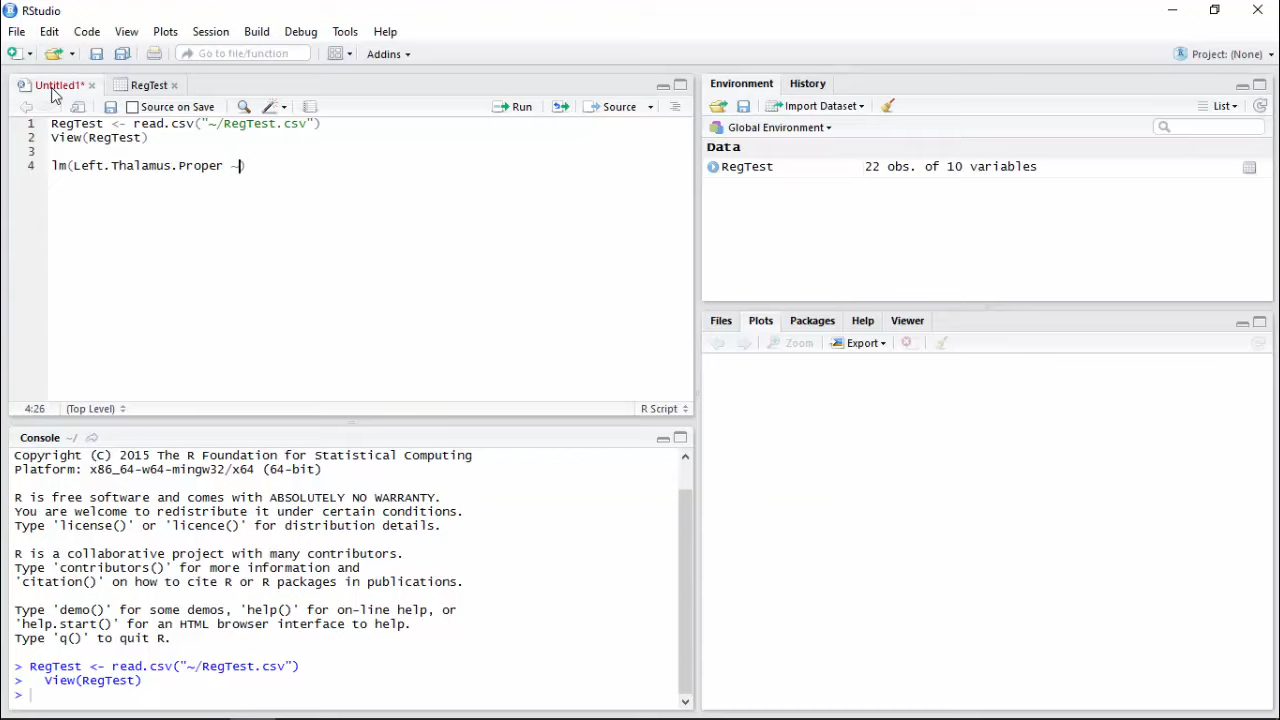 RStudio
File Edit Code View Plots Session Build Debug Tools Help
Go to file/function Addins Project: (None)
Untitled1* RegTest
Source on Save Run Source
1 RegTest <- read.csv("~/RegTest.csv")
2 View(RegTest)
3
4 lm(Left.Thalamus.Proper ~)
4:26 (Top Level) R Script
Console ~/
Copyright (C) 2015 The R Foundation for Statistical Computing
Platform: x86_64-w64-mingw32/x64 (64-bit)
R is free software and comes with ABSOLUTELY NO WARRANTY.
You are welcome to redistribute it under certain conditions.
Type 'license()' or 'licence()' for distribution details.
R is a collaborative project with many contributors.
Type 'contributors()' for more information and
'citation()' on how to cite R or R packages in publications.
Type 'demo()' for some demos, 'help()' for on-line help, or
'help.start()' for an HTML browser interface to help.
Type 'q()' to quit R.
> RegTest <- read.csv("~/RegTest.csv")
> View(RegTest)
>
Environment History
Import Dataset List
Global Environment
Data
RegTest 22 obs. of 10 variables
Files Plots Packages Help Viewer
Zoom Export